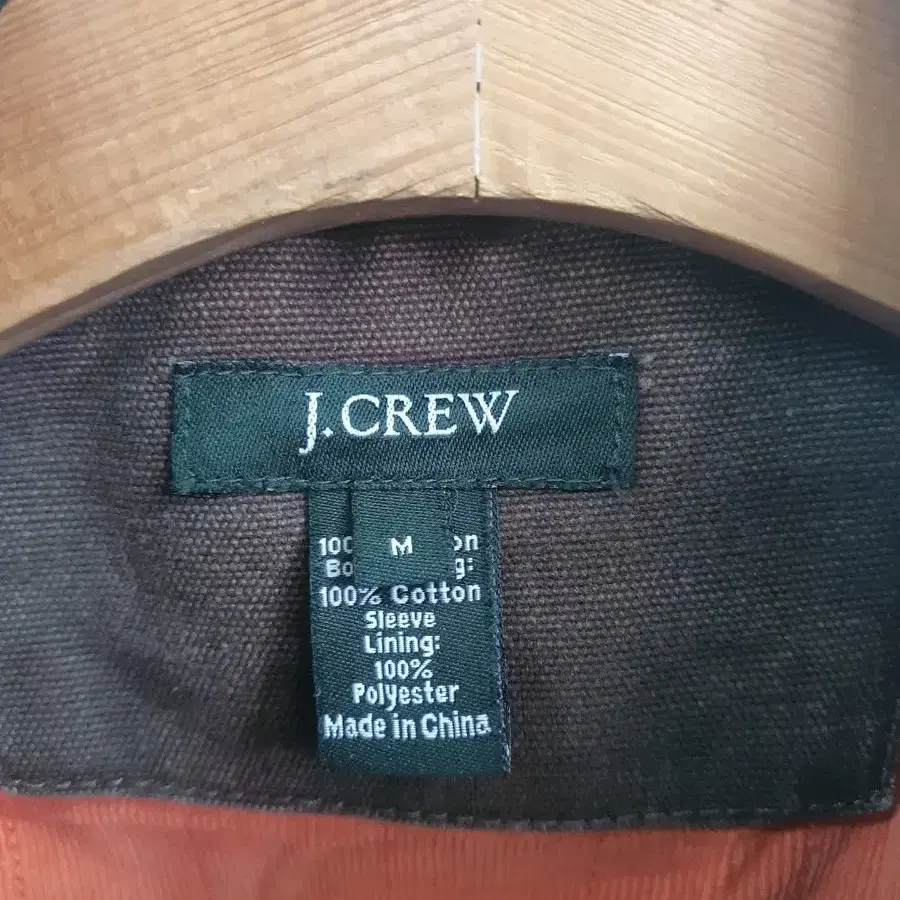 J.CREW
M
100% Cotton
Sleeve
Lining:
100%
Polyester
Made in China